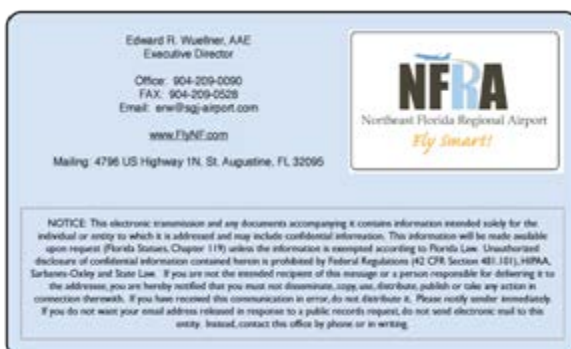 Edward R. Wuellner, AAE
Executive Director
Office: 904-209-0090
FAX: 904-209-0528
Email: erw@sgj-airport.com
www.FlyNF.com
Mailing: 4796 US Highway 1N, St. Augustine, FL 32095
NFRA
Northeast Florida Regional Airport
Fly Smart!
NOTICE: This electronic transmission and any documents accompanying it contains information intended solely for the
individual or entity to which it is addressed and may include confidential information. This information will be made available
upon request (Florida Statues, Chapter 119) unless the information is exempted according to Florida Law. Unauthorized
disclosure of confidential information contained herein is prohibited by Federal Regulations (42 CFR Section 481.101), HIPAA,
Sarbanes-Oxley and State Law. If you are not the intended recipient of this message or a person responsible for delivering it to
the addressee, you are hereby notified that you must not disseminate, copy, use, distribute, publish or take any action in
connection therewith. If you have received this communication in error, do not distribute it. Please notify sender immediately.
If you do not want your email address released in response to a public records request, do not send electronic mail to this
entity. Instead, contact this office by phone or in writing.